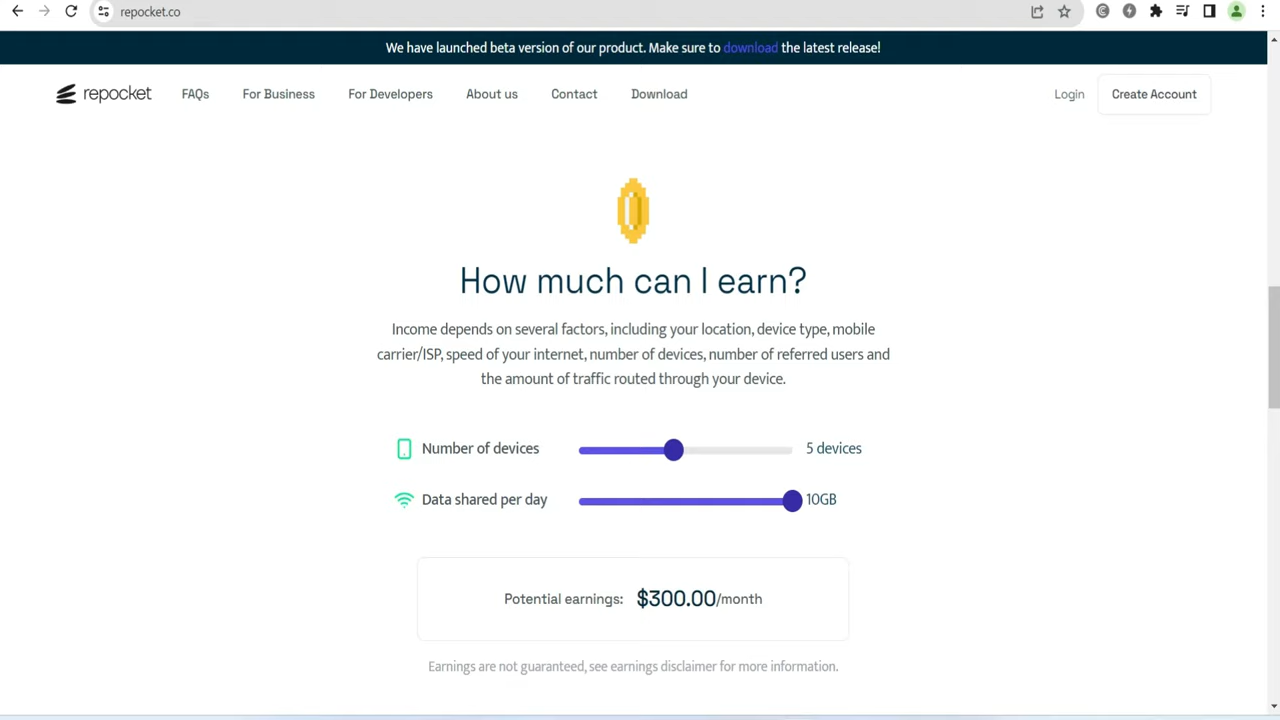 repocket.co
We have launched beta version of our product. Make sure to download the latest release!
repocket FAQs For Business For Developers About us Contact Download Login Create Account
How much can I earn?
Income depends on several factors, including your location, device type, mobile
carrier/ISP, speed of your internet, number of devices, number of referred users and
the amount of traffic routed through your device.
Number of devices 5 devices
Data shared per day 10GB
Potential earnings: $300.00/month
Earnings are not guaranteed, see earnings disclaimer for more information.